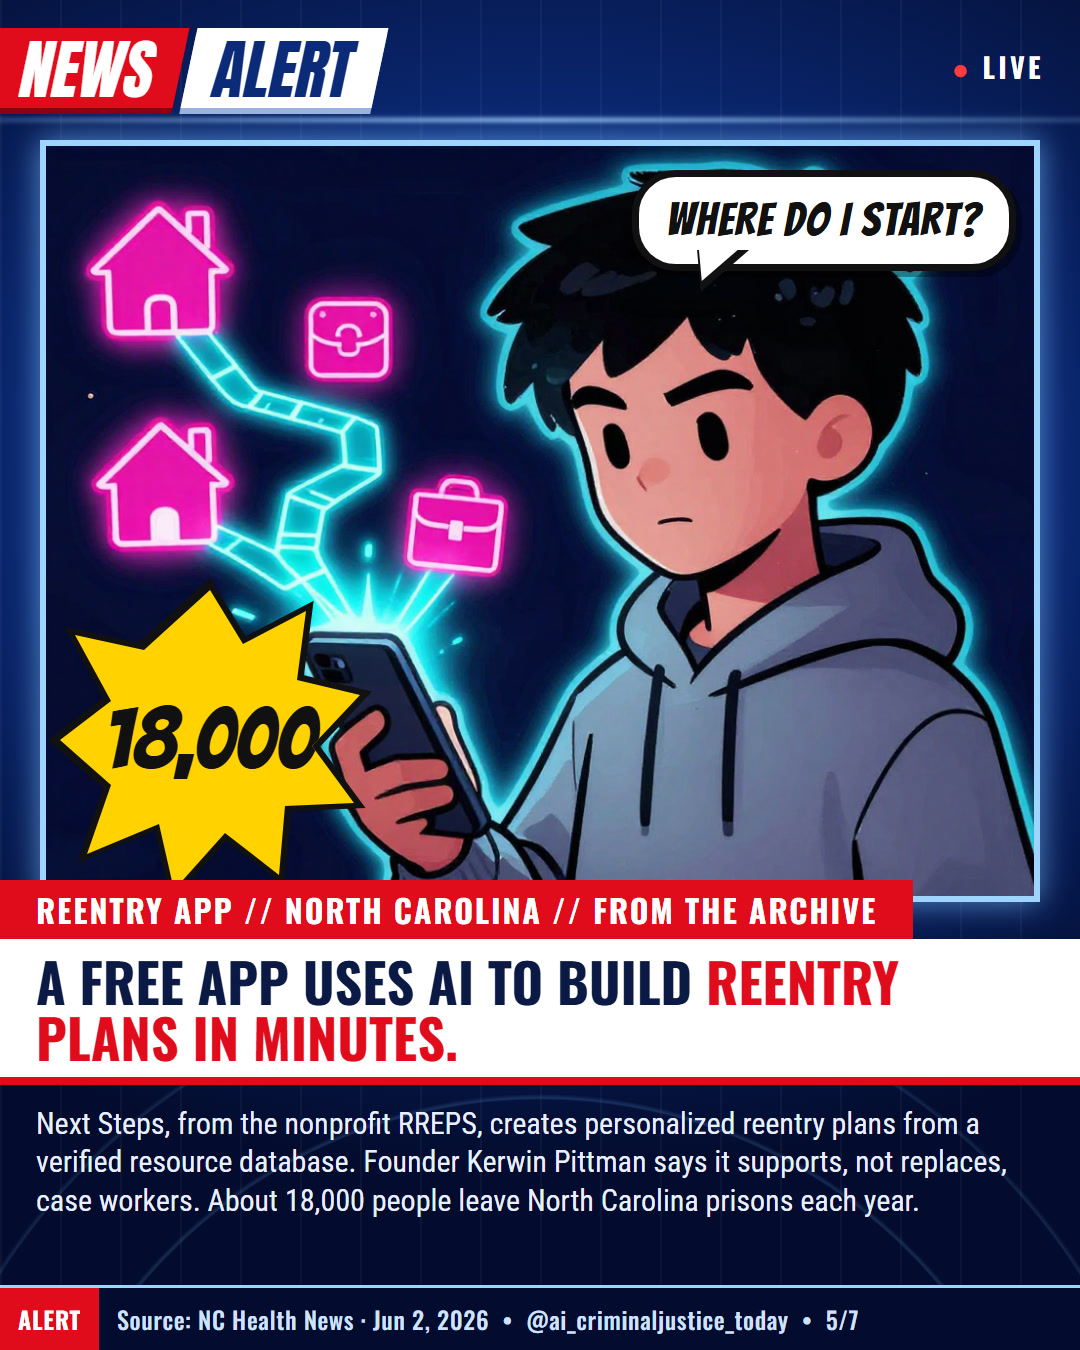 NEWS ALERT
LIVE
WHERE DO I START?
18,000
REENTRY APP // NORTH CAROLINA // FROM THE ARCHIVE
A FREE APP USES AI TO BUILD REENTRY
PLANS IN MINUTES.
Next Steps, from the nonprofit RREPS, creates personalized reentry plans from a
verified resource database. Founder Kerwin Pittman says it supports, not replaces,
case workers. About 18,000 people leave North Carolina prisons each year.
ALERT Source: NC Health News · Jun 2, 2026 • @ai_criminaljustice_today • 5/7